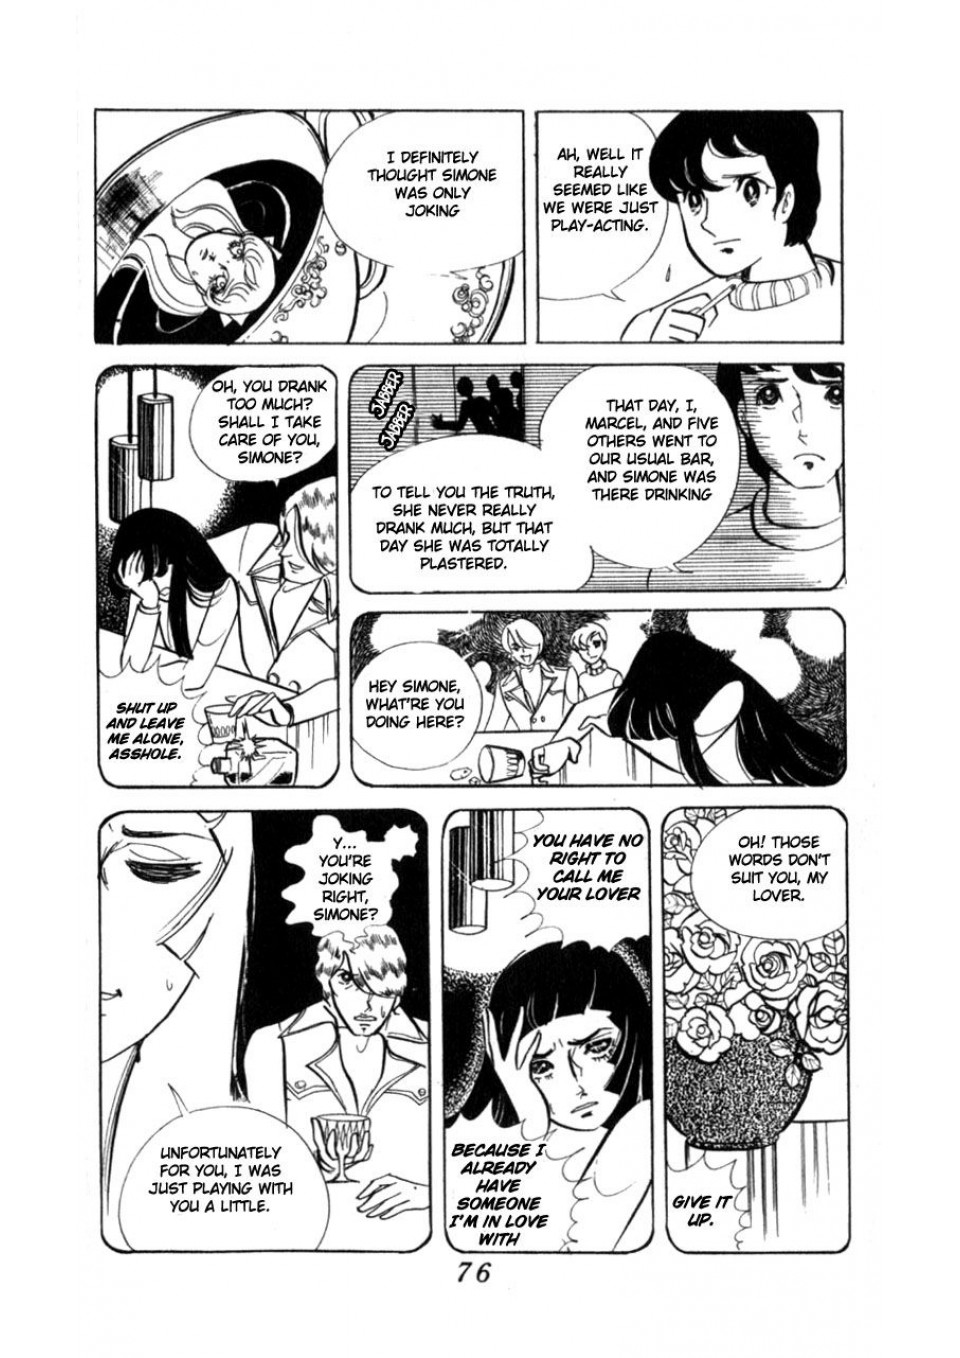 AH, WELL IT
REALLY
SEEMED LIKE
WE WERE JUST
PLAY-ACTING.
I DEFINITELY
THOUGHT SIMONE
WAS ONLY
JOKING
THAT DAY, I,
MARCEL, AND FIVE
OTHERS WENT TO
OUR USUAL BAR,
AND SIMONE WAS
THERE DRINKING
JABBER
JABBER
TO TELL YOU THE TRUTH,
SHE NEVER REALLY
DRANK MUCH, BUT THAT
DAY SHE WAS TOTALLY
PLASTERED.
HEY SIMONE,
WHAT'RE YOU
DOING HERE?
OH, YOU DRANK
TOO MUCH?
SHALL I TAKE
CARE OF YOU,
SIMONE?
SHUT UP
AND LEAVE
ME ALONE,
ASSHOLE.
OH! THOSE
WORDS DON'T
SUIT YOU, MY
LOVER.
GIVE IT
UP.
YOU HAVE NO
RIGHT TO
CALL ME
YOUR LOVER
BECAUSE I
ALREADY
HAVE
SOMEONE
I'M IN LOVE
WITH
Y...
YOU'RE
JOKING
RIGHT,
SIMONE?
UNFORTUNATELY
FOR YOU, I WAS
JUST PLAYING WITH
YOU A LITTLE.
76